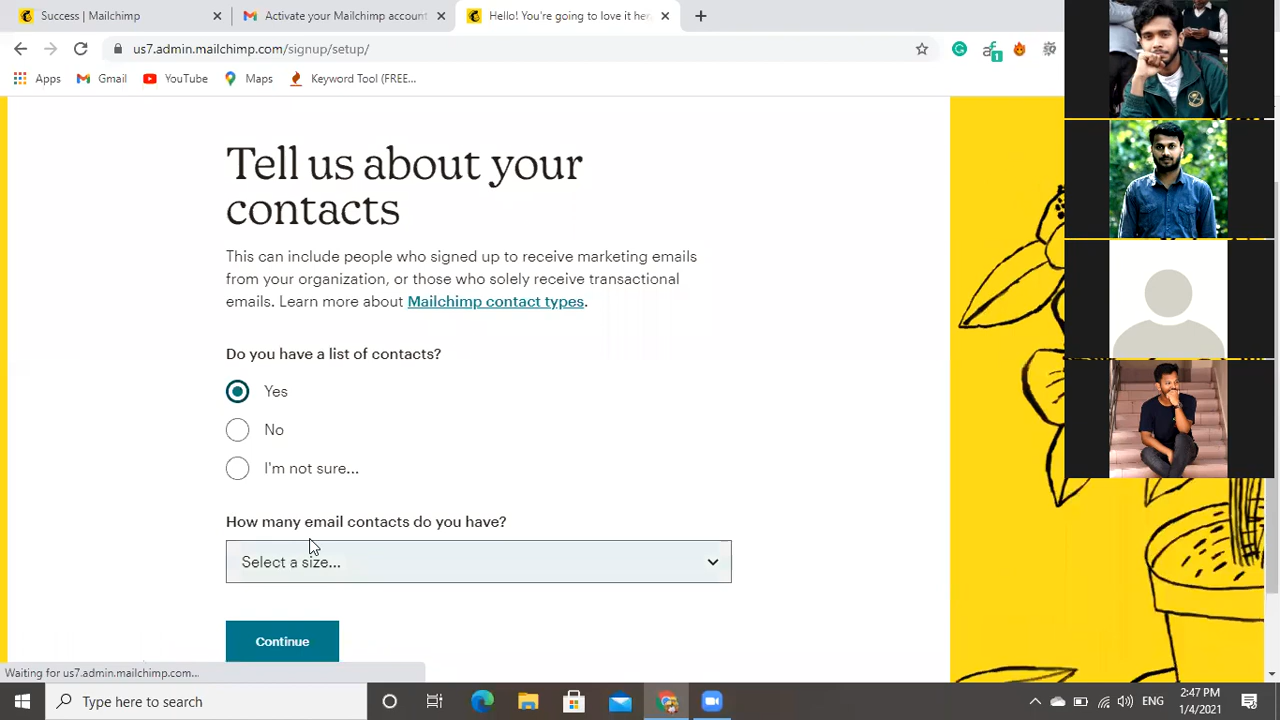 Success | Mailchimp
Activate your Mailchimp account
Hello! You're going to love it here,
us7.admin.mailchimp.com/signup/setup/
1
Apps
Gmail
YouTube
Maps
Keyword Tool (FREE...
Tell us about your
contacts
This can include people who signed up to receive marketing emails
from your organization, or those who solely receive transactional
emails. Learn more about Mailchimp contact types.
Do you have a list of contacts?
Yes
No
I'm not sure...
How many email contacts do you have?
Select a size...
Continue
Waiting for us7.admin.mailchimp.com...
Type here to search
ENG
2:47 PM
1/4/2021